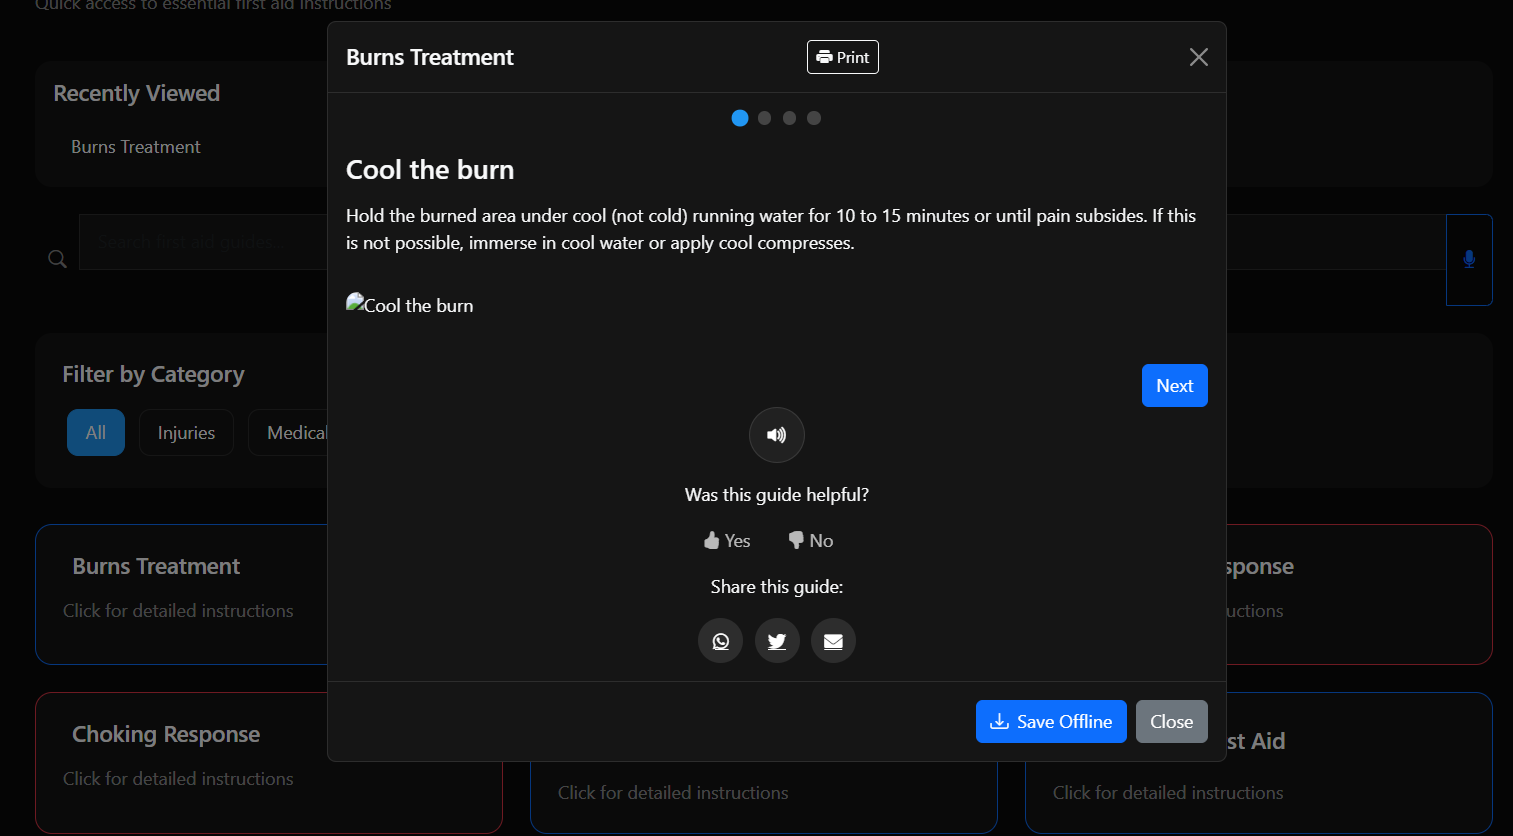 Quick access to essential first aid instructions
Burns Treatment
Print
Recently Viewed
Burns Treatment
Cool the burn
Hold the burned area under cool (not cold) running water for 10 to 15 minutes or until pain subsides. If this
is not possible, immerse in cool water or apply cool compresses.
Search first aid guides...
Cool the burn
Filter by Category
All
Injuries
Medical
Next
Was this guide helpful?
Yes
No
Share this guide:
Burns Treatment
Click for detailed instructions
sponse
uctions
Save Offline
Close
Choking Response
Click for detailed instructions
Click for detailed instructions
st Aid
Click for detailed instructions